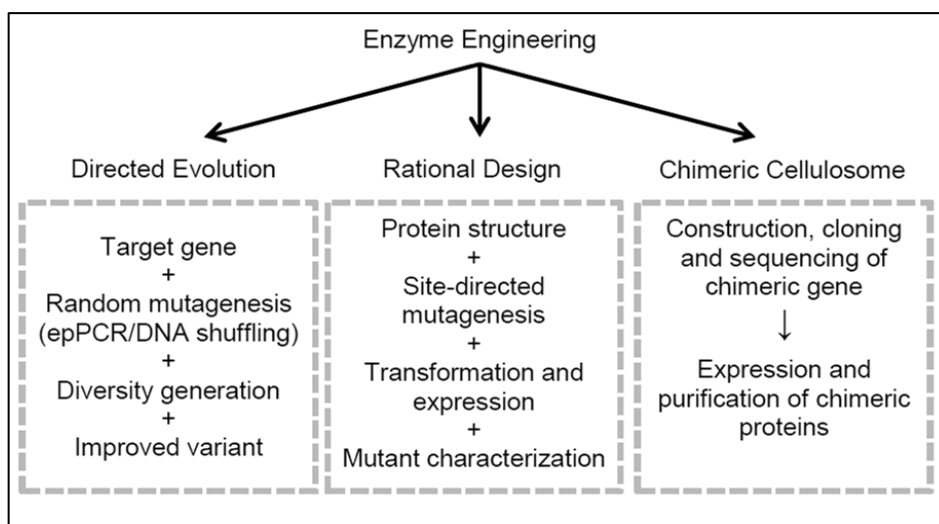 Enzyme Engineering
Directed Evolution
Target gene
+
Random mutagenesis
(epPCR/DNA shuffling)
+
Diversity generation
+
Improved variant
Rational Design
Protein structure
+
Site-directed
mutagenesis
+
Transformation and
expression
+
Mutant characterization
Chimeric Cellulosome
Construction, cloning
and sequencing of
chimeric gene
↓
Expression and
purification of chimeric
proteins